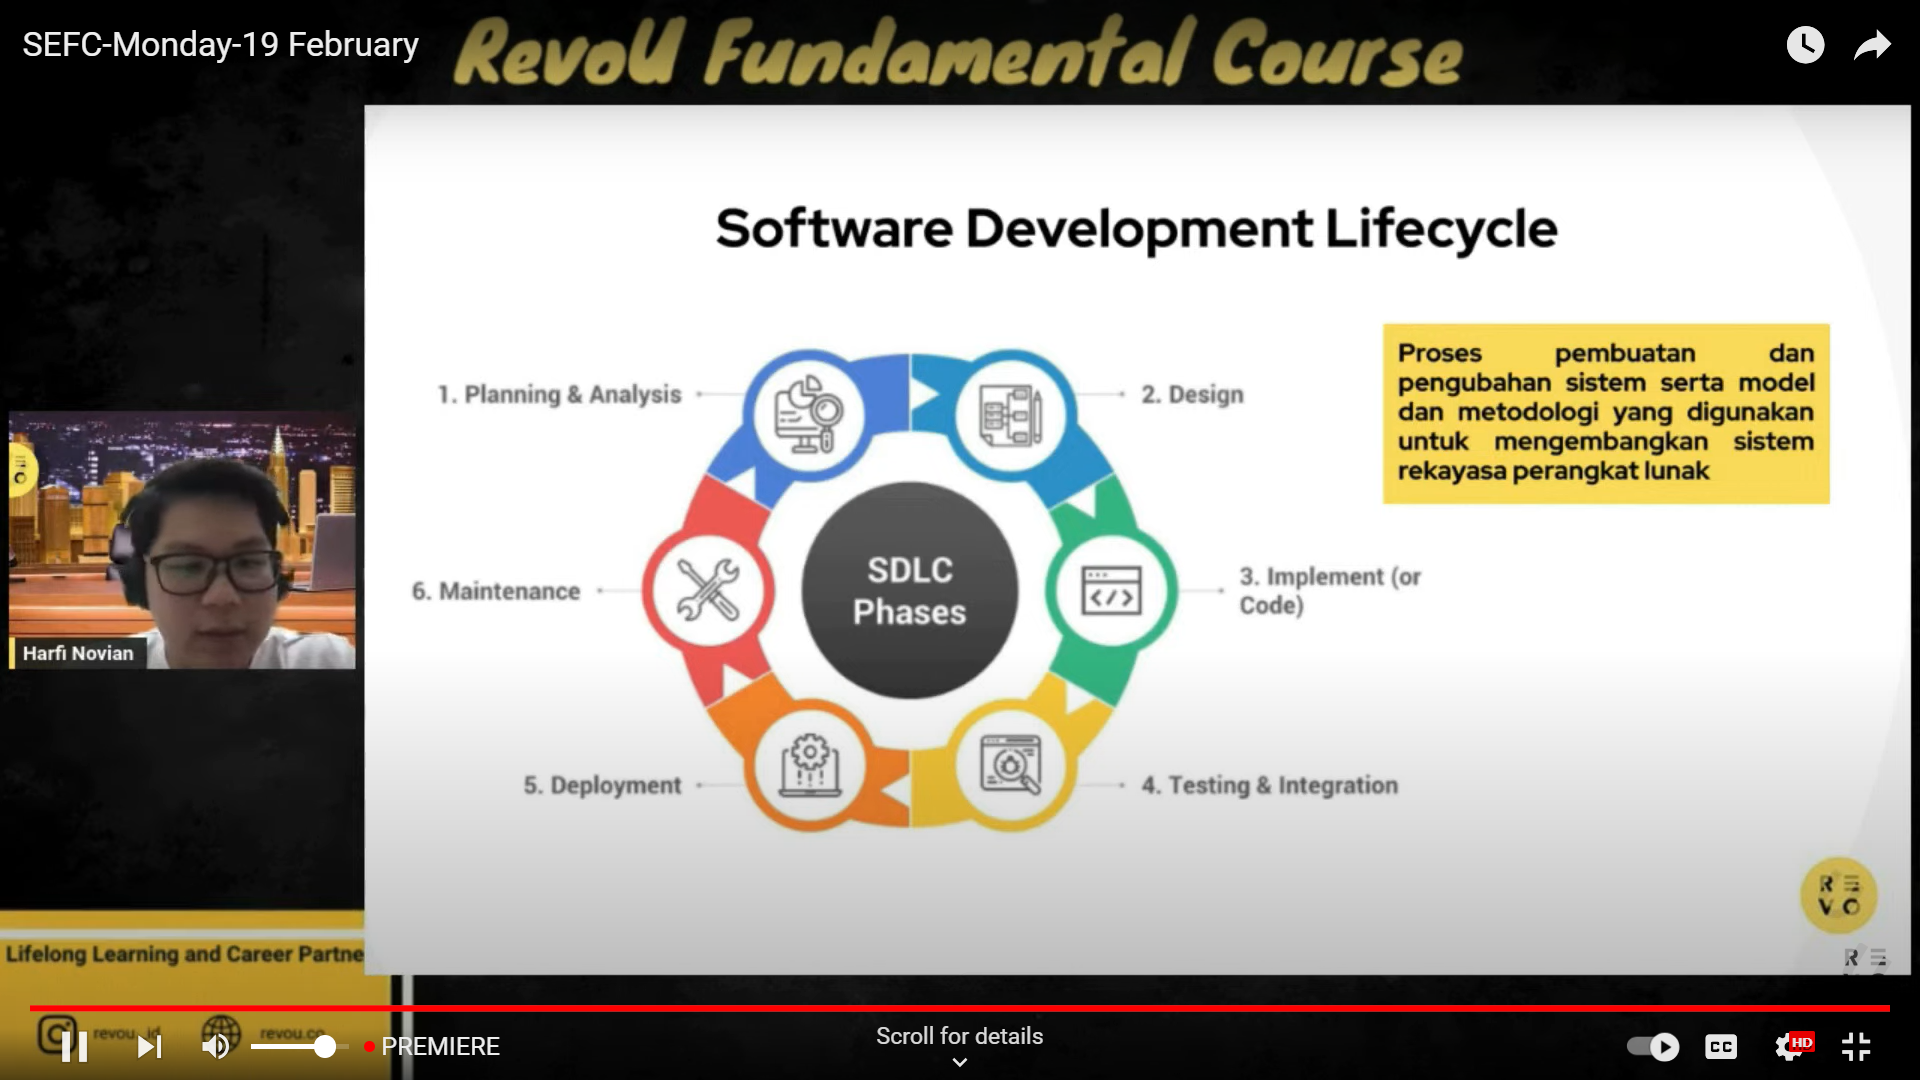 SEFC-Monday-19 February
RevoU Fundamental Course
Software Development Lifecycle
1. Planning & Analysis
2. Design
Proses pembuatan dan
pengubahan sistem serta model
dan metodologi yang digunakan
untuk mengembangkan sistem
rekayasa perangkat lunak
SDLC
Phases
6. Maintenance
3. Implement (or
Code)
5. Deployment
4. Testing & Integration
Harfi Novian
R
V O
Lifelong Learning and Career Partne
revou_id
revou.co
PREMIERE
Scroll for details
CC
HD